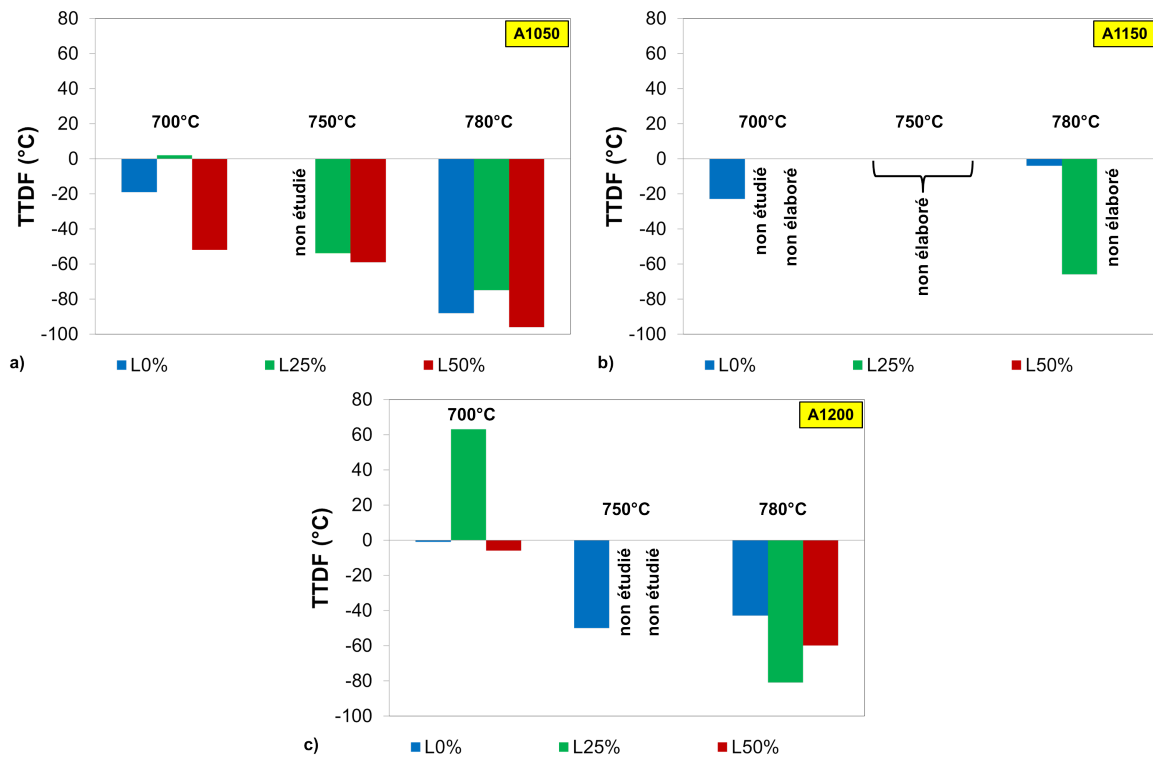 A1050
80
60
40
20
0
-20
-40
-60
-80
-100
TTDF (°C)
700°C
750°C
780°C
non étudié
a)
L0%
L25%
L50%
A1150
80
60
40
20
0
-20
-40
-60
-80
-100
TTDF (°C)
700°C
750°C
780°C
non étudié
non élaboré
non élaboré
non élaboré
b)
L0%
L25%
L50%
A1200
80
60
40
20
0
-20
-40
-60
-80
-100
TTDF (°C)
700°C
750°C
780°C
non étudié
non étudié
c)
L0%
L25%
L50%